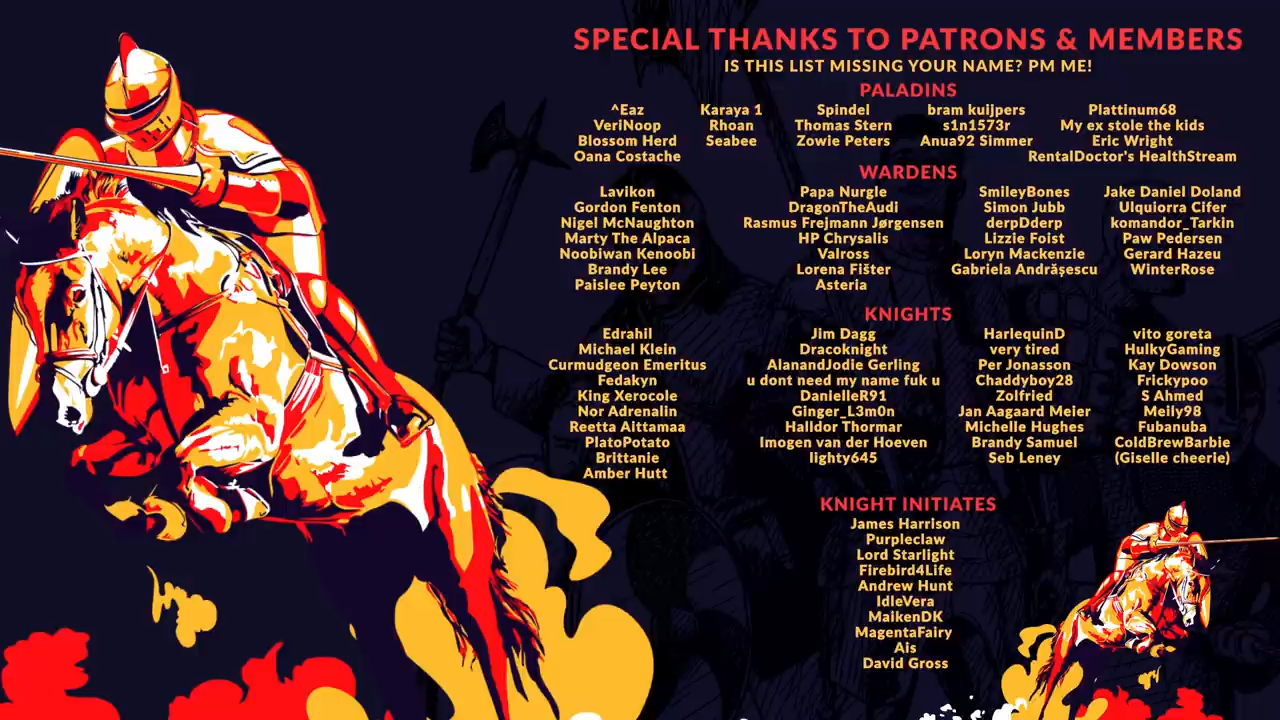 SPECIAL THANKS TO PATRONS & MEMBERS
IS THIS LIST MISSING YOUR NAME? PM ME!
PALADINS
^Eaz Karaya 1 Spindel bram kuijpers Plattinum68
VeriNoop Rhoan Thomas Stern s1n1573r My ex stole the kids
Blossom Herd Seabee Zowie Peters Anua92 Simmer Eric Wright
Oana Costache RentalDoctor's HealthStream
WARDENS
Lavikon Papa Nurgle SmileyBones Jake Daniel Doland
Gordon Fenton DragonTheAudi Simon Jubb Ulquiorra Cifer
Nigel McNaughton Rasmus Frejmann Jørgensen derpDderp komandor_Tarkin
Marty The Alpaca HP Chrysalis Lizzie Foist Paw Pedersen
Noobiwan Kenoobi Valross Loryn Mackenzie Gerard Hazeu
Brandy Lee Lorena Fišter Gabriela Andrășescu WinterRose
Paislee Peyton Asteria
KNIGHTS
Edrahil Jim Dagg HarlequinD vito goreta
Michael Klein Dracoknight very tired HulkyGaming
Curmudgeon Emeritus AlanandJodie Gerling Per Jonasson Kay Dowson
Fedakyn u dont need my name fuk u Chaddyboy28 Frickypoo
King Xerocole DanielleR91 Zolfried S Ahmed
Nor Adrenalin Ginger_L3m0n Jan Aagaard Meier Meily98
Reetta Aittamaa Halldor Thormar Michelle Hughes Fubanuba
PlatoPotato Imogen van der Hoeven Brandy Samuel ColdBrewBarbie
Brittanie lighty645 Seb Leney (Giselle cheerie)
Amber Hutt
KNIGHT INITIATES
James Harrison
Purpleclaw
Lord Starlight
Firebird4Life
Andrew Hunt
IdleVera
MaikenDK
MagentaFairy
Ais
David Gross